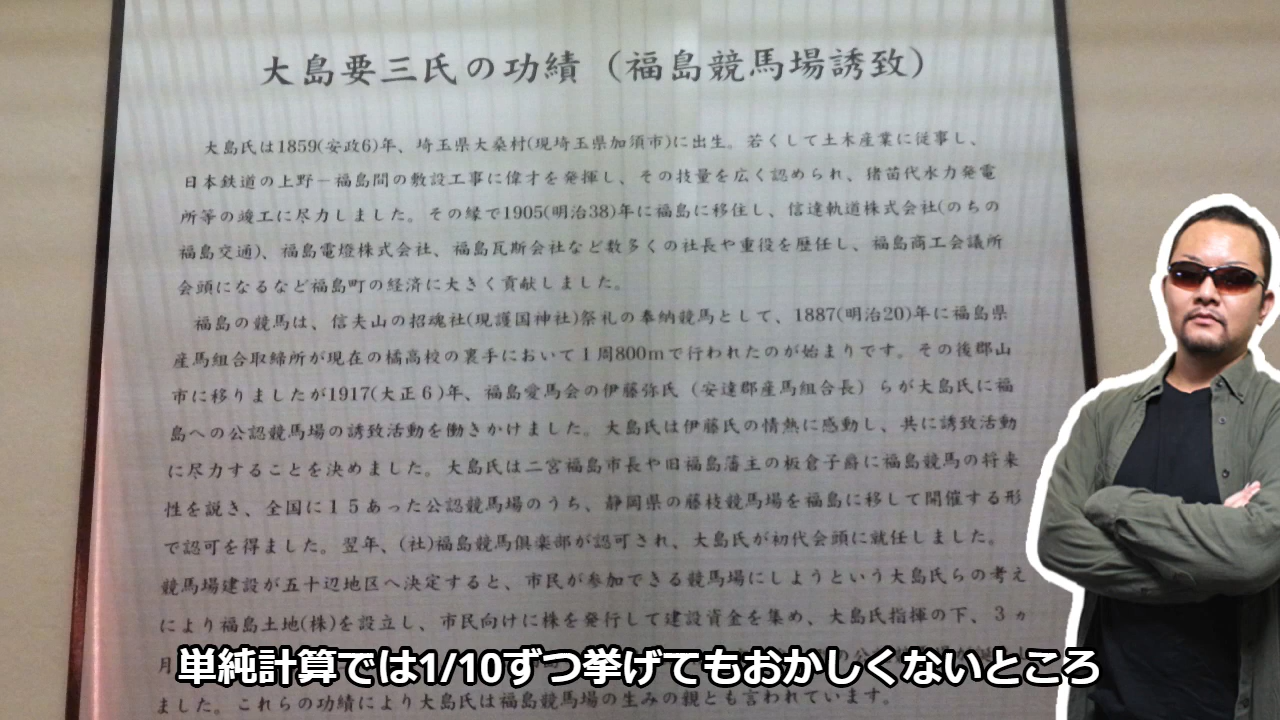 大島要三氏の功績（福島競馬場誘致）
大島氏は1859(安政6)年、埼玉県大桑村(現埼玉県加須市)に出生。若くして土木産業に従事し、
日本鉄道の上野－福島間の敷設工事に偉才を発揮し、その技量を広く認められ、猪苗代水力発電
所等の竣工に尽力しました。その縁で1905(明治38)年に福島に移住し、信達軌道株式会社(のちの
福島交通)、福島電燈株式会社、福島瓦斯会社など数多くの社長や重役を歴任し、福島商工会議所
会頭になるなど福島町の経済に大きく貢献しました。
福島の競馬は、信夫山の招魂社(現護国神社)祭礼の奉納競馬として、1887(明治20)年に福島県
産馬組合取締所が現在の橘高校の裏手において１周800mで行われたのが始まりです。その後郡山
市に移りましたが1917(大正６)年、福島愛馬会の伊藤弥氏（安達郡産馬組合長）らが大島氏に福
島への公認競馬場の誘致活動を働きかけました。大島氏は伊藤氏の情熱に感動し、共に誘致活動
に尽力することを決めました。大島氏は二宮福島市長や旧福島藩主の板倉子爵に福島競馬の将来
性を説き、全国に１５あった公認競馬場のうち、静岡県の藤枝競馬場を福島に移して開催する形
で認可を得ました。翌年、(社)福島競馬倶楽部が認可され、大島氏が初代会頭に就任しました。
競馬場建設が五十辺地区へ決定すると、市民が参加できる競馬場にしようという大島氏らの考え
により福島土地(株)を設立し、市民向けに株を発行して建設資金を集め、大島氏指揮の下、３ヵ
月
単純計算では1/10ずつ挙げてもおかしくないところ
ました。これらの功績により大島氏は福島競馬場の生みの親とも言われています。